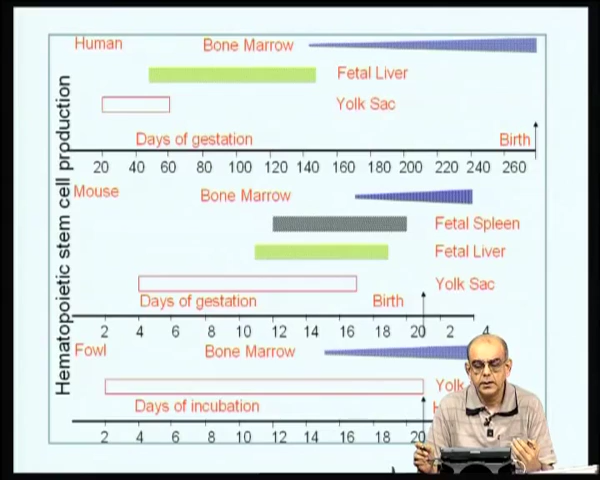 Hematopoietic stem cell production
Human
Bone Marrow
Fetal Liver
Yolk Sac
Days of gestation
Birth
20 40 60 80 100 120 140 160 180 200 220 240 260
Mouse
Bone Marrow
Fetal Spleen
Fetal Liver
Yolk Sac
Days of gestation
Birth
2 4 6 8 10 12 14 16 18 20 2 4
Fowl
Bone Marrow
Yolk
Days of incubation
2 4 6 8 10 12 14 16 18 20